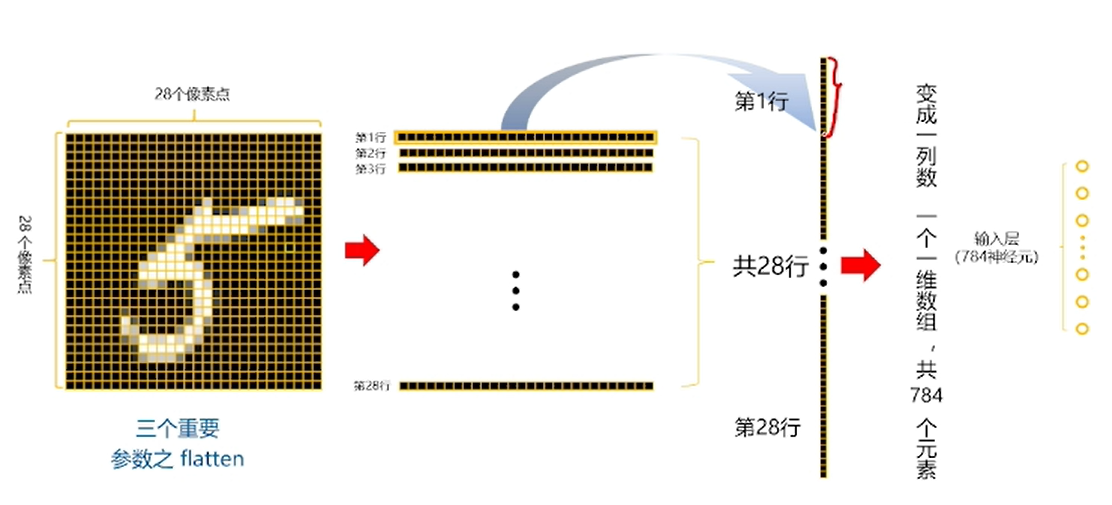 28个像素点
28个像素点
三个重要
参数之 flatten
第1行
第2行
第3行
第28行
第1行
共28行
第28行
变成一列数 一个一维数组，共784个元素
输入层
(784神经元)